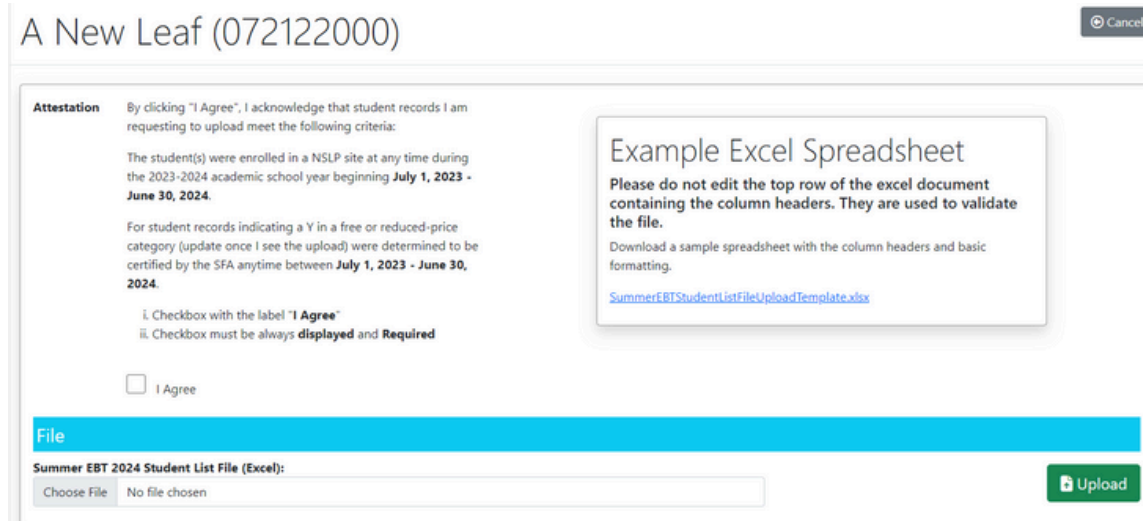 A New Leaf (072122000)
Cancel
Attestation
By clicking "I Agree", I acknowledge that student records I am
requesting to upload meet the following criteria:
The student(s) were enrolled in a NSLP site at any time during
the 2023-2024 academic school year beginning July 1, 2023 -
June 30, 2024.
For student records indicating a Y in a free or reduced-price
category (update once I see the upload) were determined to be
certified by the SFA anytime between July 1, 2023 - June 30,
2024.
i. Checkbox with the label "I Agree"
ii. Checkbox must be always displayed and Required
I Agree
Example Excel Spreadsheet
Please do not edit the top row of the excel document
containing the column headers. They are used to validate
the file.
Download a sample spreadsheet with the column headers and basic
formatting.
SummerEBTStudentListFileUploadTemplate.xlsx
File
Summer EBT 2024 Student List File (Excel):
Choose File No file chosen
Upload